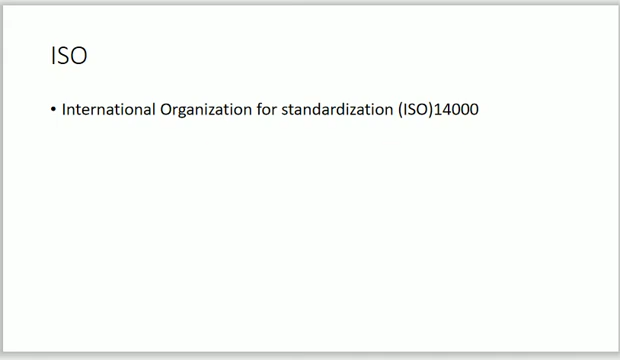 ISO
• International Organization for standardization (ISO)14000